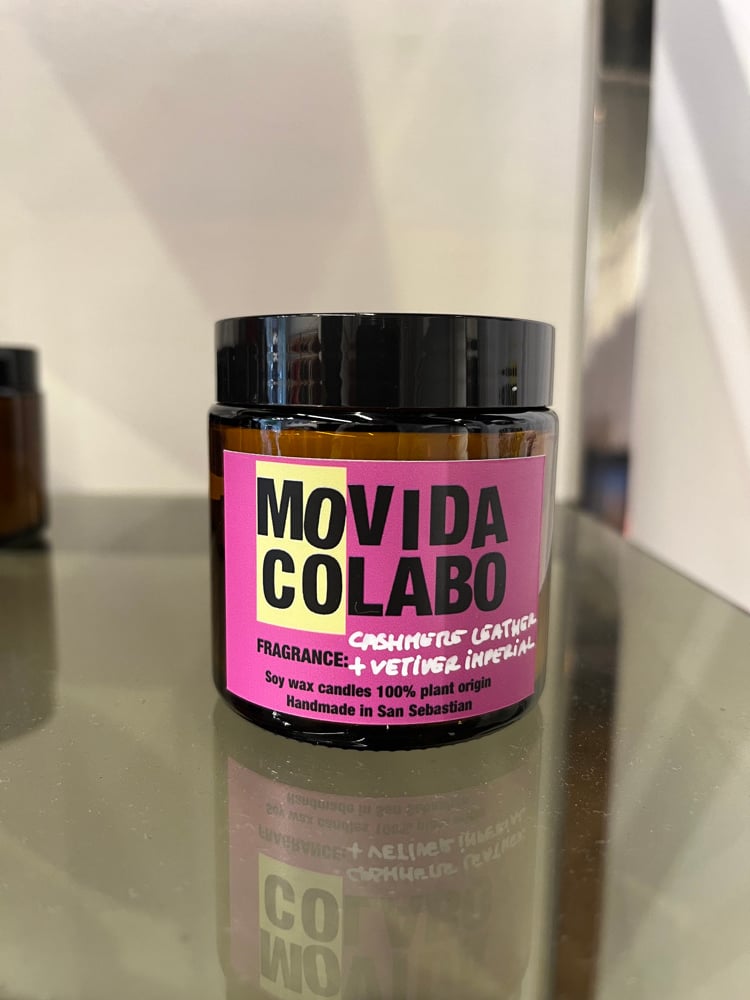 MOVIDA
COLABO
CASHMERE LEATHER
FRAGRANCE: + VETIVER IMPERIAL
Soy wax candles 100% plant origin
Handmade in San Sebastian